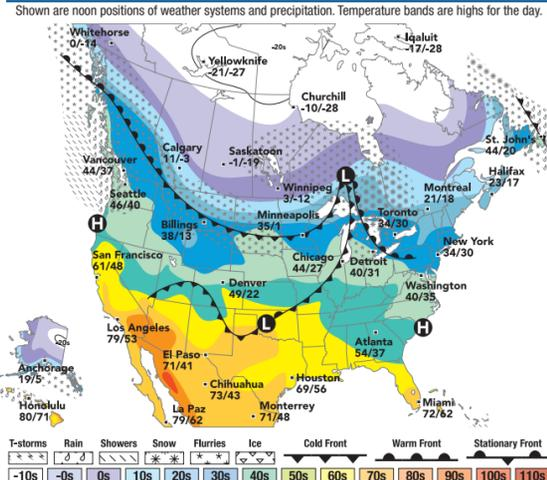 Shown are noon positions of weather systems and precipitation. Temperature bands are highs for the day.
Whitehorse
0/-14
Iqaluit
-17/-28
-20s
Yellowknife
-21/-27
Churchill
-10/-28
St. John's
44/20
Calgary
11/-3
Saskatoon
-1/-19
Vancouver
44/37
Halifax
23/17
L
Winnipeg
3/-12
Montreal
21/18
Seattle
46/40
Minneapolis
35/1
Toronto
34/30
H
Billings
38/13
New York
34/30
San Francisco
61/48
Chicago
44/27
Detroit
40/31
Denver
49/22
Washington
40/35
L
H
Los Angeles
79/53
Atlanta
54/37
-20s
El Paso
71/41
Anchorage
19/5
Chihuahua
73/43
Houston
69/56
Honolulu
80/71
La Paz
79/62
Monterrey
71/48
Miami
72/62
T-storms Rain Showers Snow Flurries Ice Cold Front Warm Front Stationary Front
-10s -0s 0s 10s 20s 30s 40s 50s 60s 70s 80s 90s 100s 110s